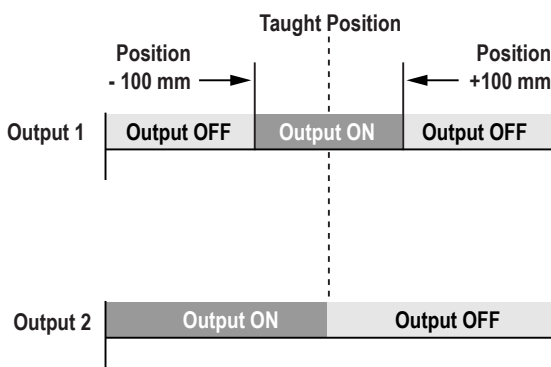 Taught Position
Position
- 100 mm
Position
+100 mm
Output 1
Output OFF
Output ON
Output OFF
Output 2
Output ON
Output OFF